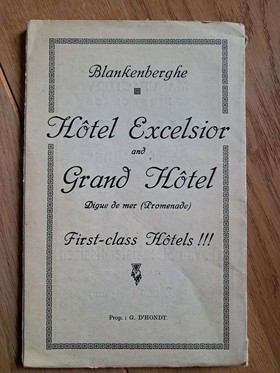 Blankenberghe
Hôtel Excelsior
and
Grand Hôtel
Digue de mer (Promenade)
First-class Hôtels !!!
Prop. : G. D'HONDT.